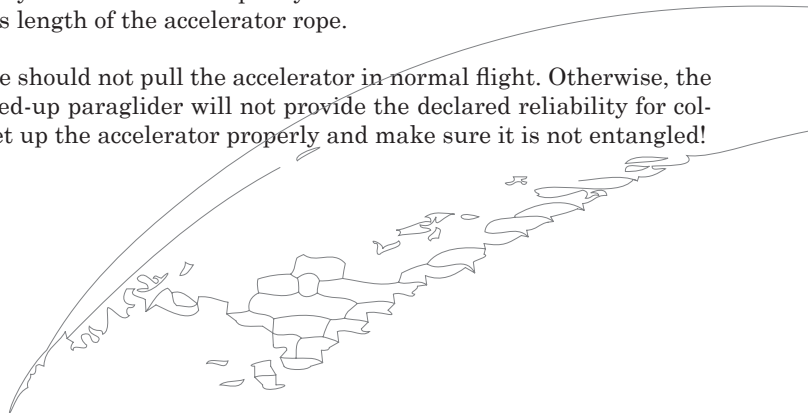 s length of the accelerator rope.
e should not pull the accelerator in normal flight. Otherwise, the
ed-up paraglider will not provide the declared reliability for col-
et up the accelerator properly and make sure it is not entangled!